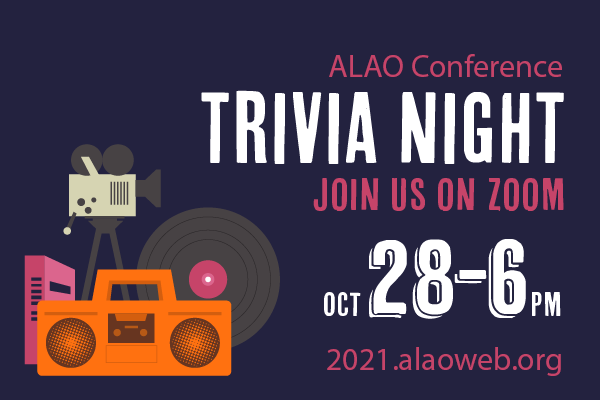 ALAO Conference
TRIVIA NIGHT
JOIN US ON ZOOM
OCT 28-6 PM
2021.alaoweb.org